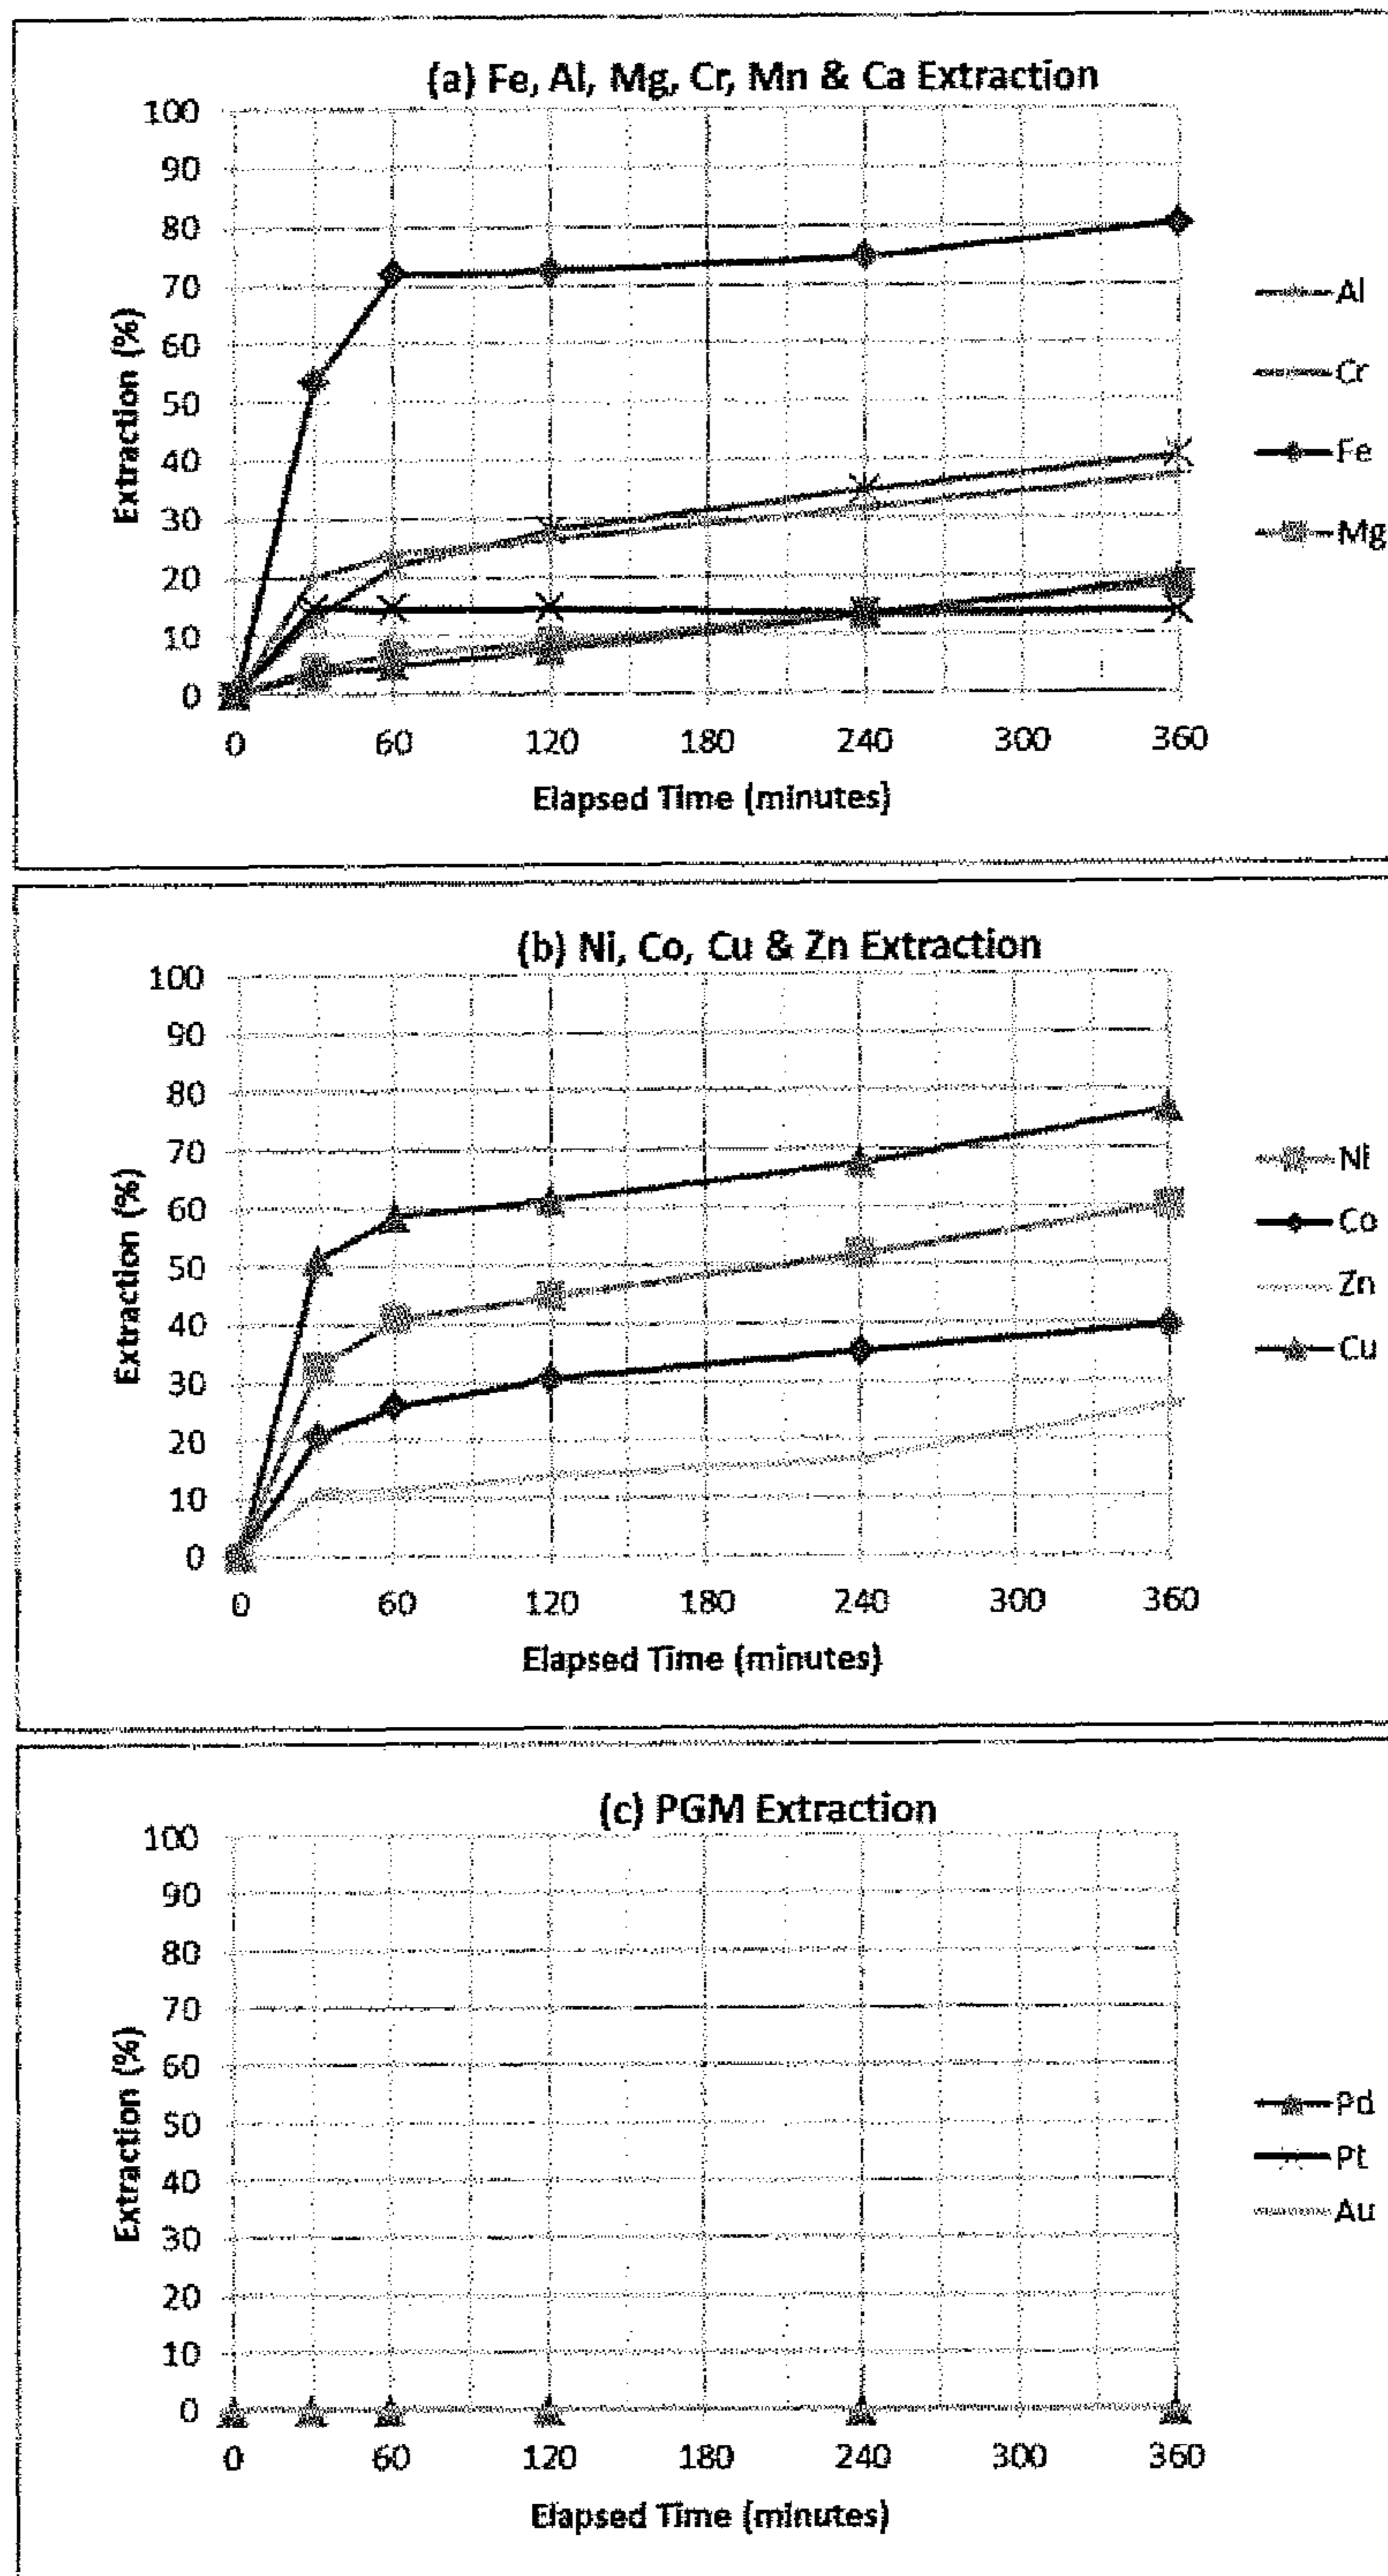 (a) Fe, Al, Mg, Cr, Mn & Ca Extraction
100
90
80
70
60
50
40
30
20
10
0
Extraction (%)
0 60 120 180 240 300 360
Elapsed Time (minutes)
Al
Cr
Fe
Mg
(b) Ni, Co, Cu & Zn Extraction
100
90
80
70
60
50
40
30
20
10
0
Extraction (%)
0 60 120 180 240 300 360
Elapsed Time (minutes)
Ni
Co
Zn
Cu
(c) PGM Extraction
100
90
80
70
60
50
40
30
20
10
0
Extraction (%)
0 60 120 180 240 300 360
Elapsed Time (minutes)
Pd
Pt
Au